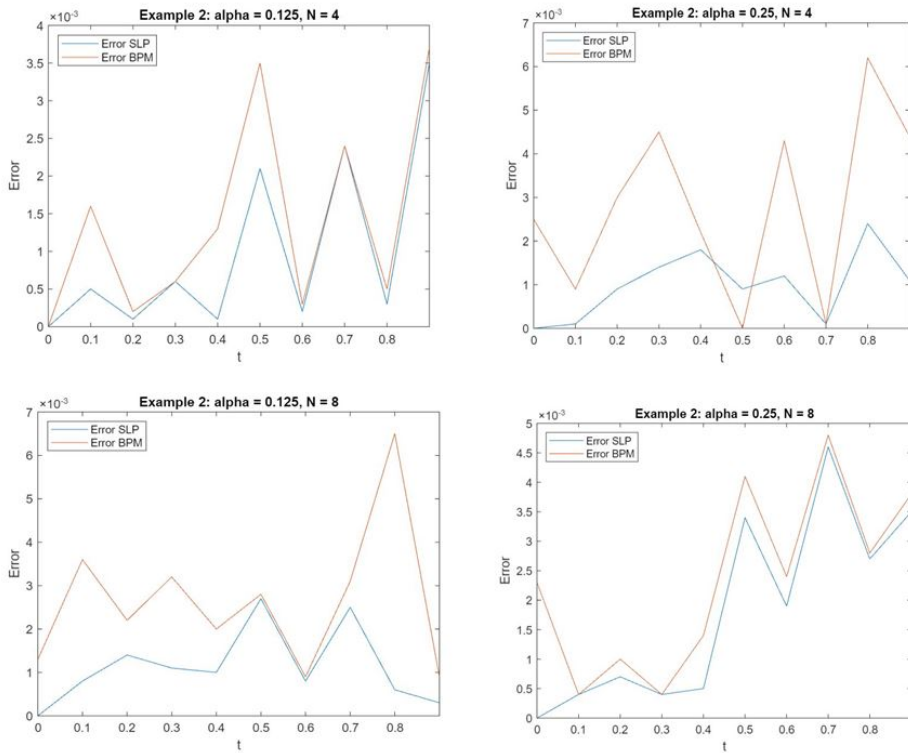 Example 2: alpha = 0.125, N = 4
×10⁻³
Error SLP
Error BPM
4
3.5
3
2.5
2
1.5
1
0.5
0
Error
0 0.1 0.2 0.3 0.4 0.5 0.6 0.7 0.8
t
Example 2: alpha = 0.25, N = 4
×10⁻³
Error SLP
Error BPM
7
6
5
4
3
2
1
0
Error
0 0.1 0.2 0.3 0.4 0.5 0.6 0.7 0.8
t
Example 2: alpha = 0.125, N = 8
×10⁻³
Error SLP
Error BPM
7
6
5
4
3
2
1
0
Error
0 0.1 0.2 0.3 0.4 0.5 0.6 0.7 0.8
t
Example 2: alpha = 0.25, N = 8
×10⁻³
Error SLP
Error BPM
5
4.5
4
3.5
3
2.5
2
1.5
1
0.5
0
Error
0 0.1 0.2 0.3 0.4 0.5 0.6 0.7 0.8
t